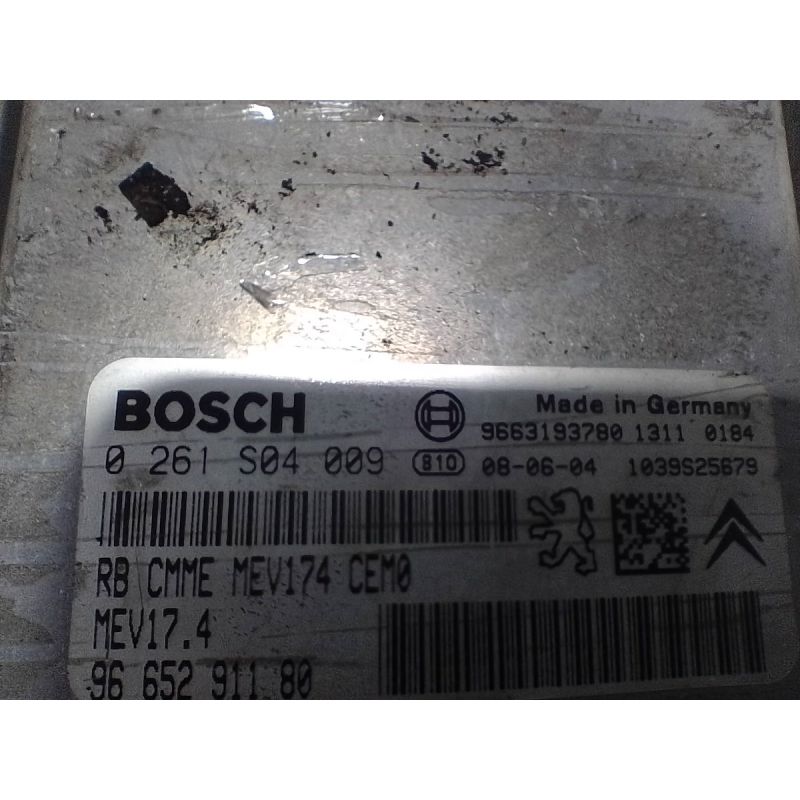 BOSCH
Made in Germany
9663193780 1311 0184
0 261 S04 009 810 08-06-04 1039S25679
RB CMME MEV174 CEM0
MEV17.4
96 652 911 80